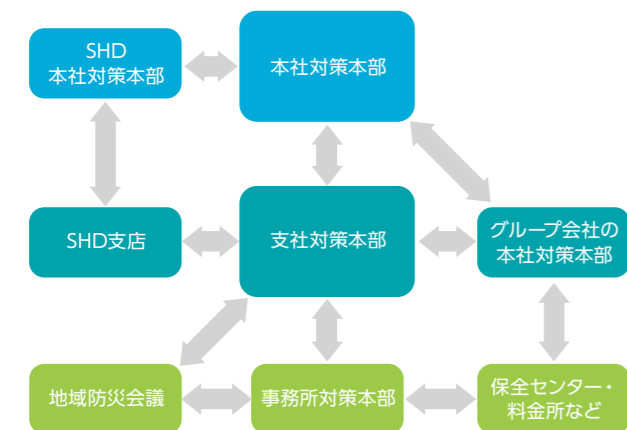 SHD
本社対策本部
本社対策本部
SHD支店
支社対策本部
グループ会社の
本社対策本部
地域防災会議
事務所対策本部
保全センター・
料金所など